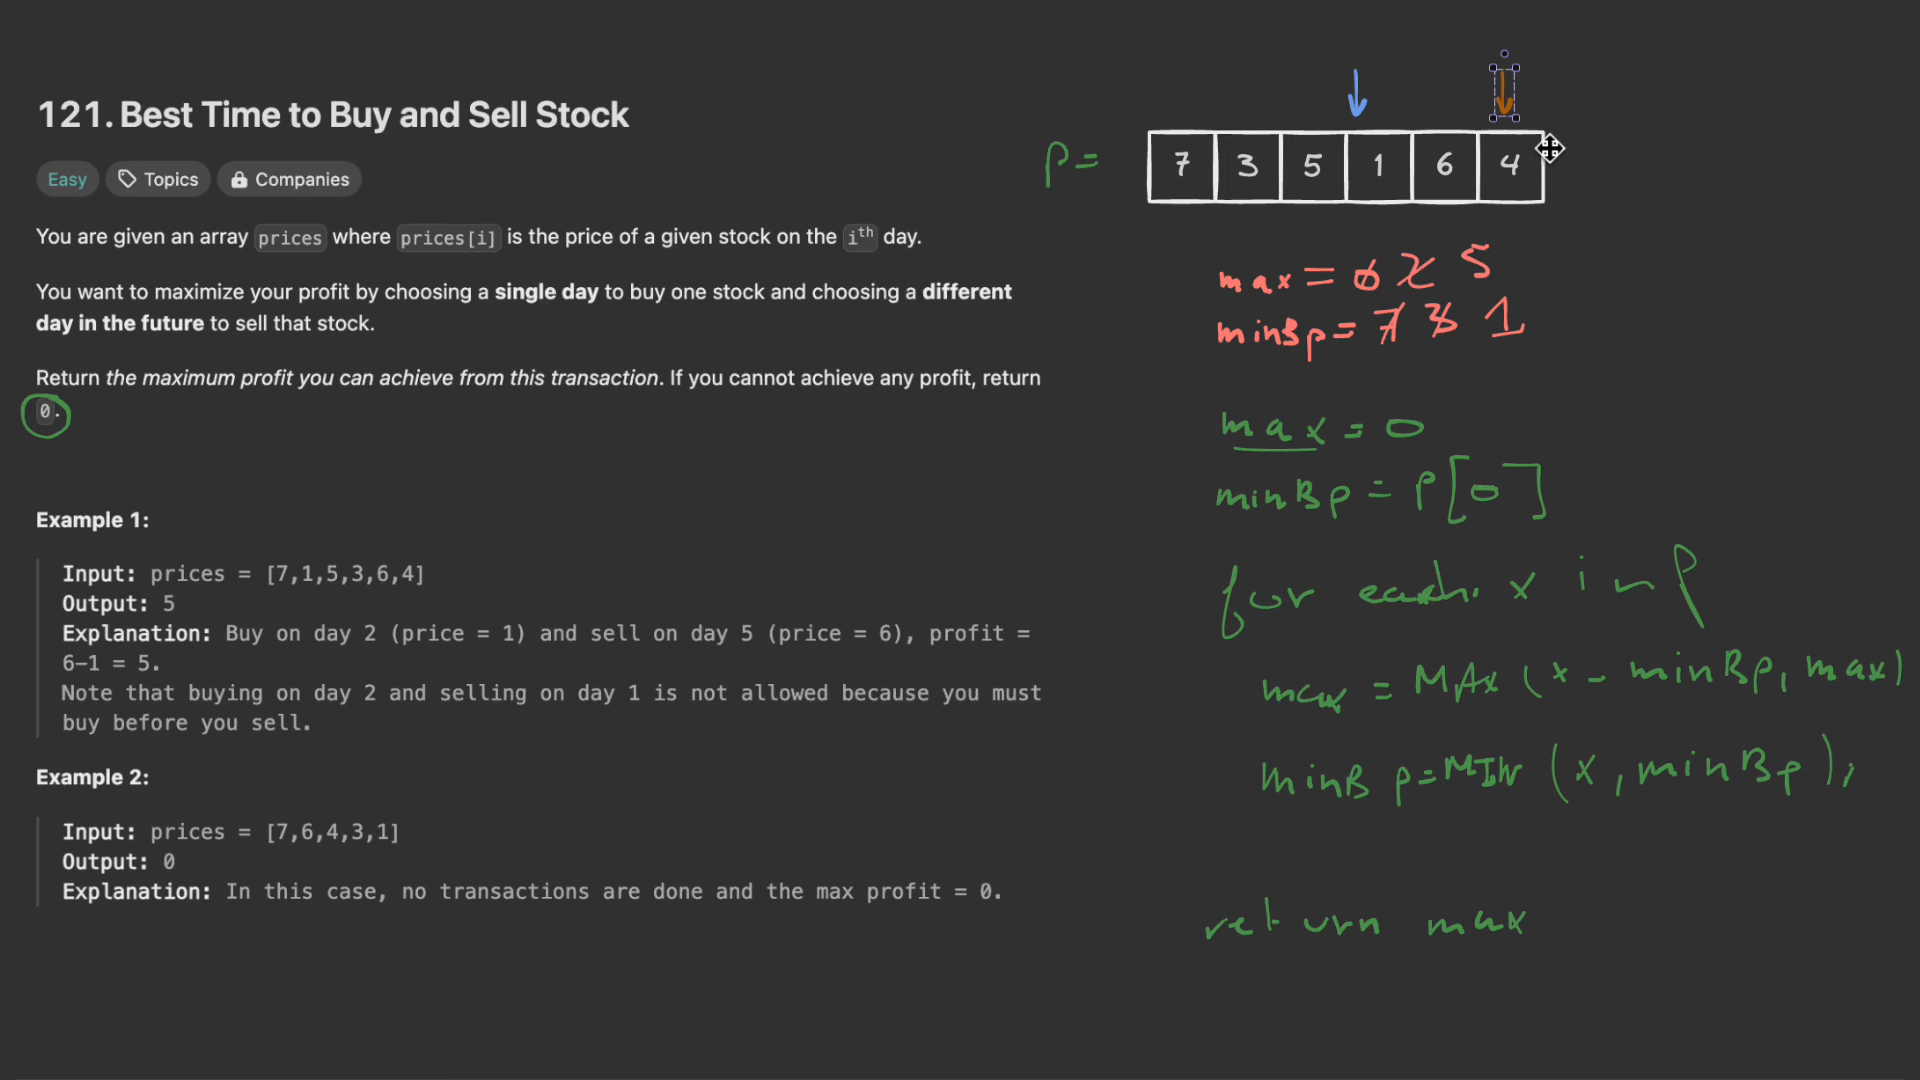 121. Best Time to Buy and Sell Stock
Easy Topics Companies
You are given an array prices where prices[i] is the price of a given stock on the ith day.
You want to maximize your profit by choosing a single day to buy one stock and choosing a different
day in the future to sell that stock.
Return the maximum profit you can achieve from this transaction. If you cannot achieve any profit, return
0.
Example 1:
Input: prices = [7,1,5,3,6,4]
Output: 5
Explanation: Buy on day 2 (price = 1) and sell on day 5 (price = 6), profit =
6-1 = 5.
Note that buying on day 2 and selling on day 1 is not allowed because you must
buy before you sell.
Example 2:
Input: prices = [7,6,4,3,1]
Output: 0
Explanation: In this case, no transactions are done and the max profit = 0.
P= 7 3 5 1 6 4
max = 0 2 5
minBp = 7 3 1
max = 0
minBp = P[0]
for each x in P
max = MAx (x - minBp, max)
minBp = MIN (x, minBp);
return max